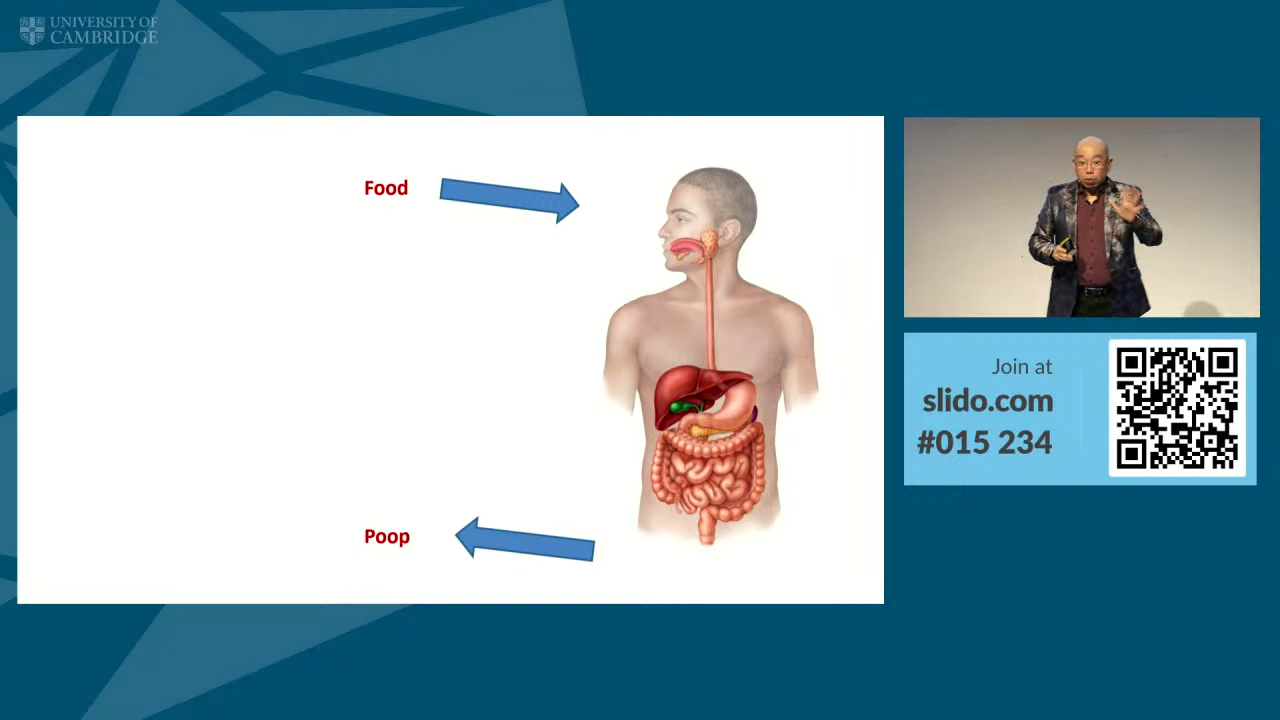 UNIVERSITY OF
CAMBRIDGE
Food
Poop
Join at
slido.com
#015 234